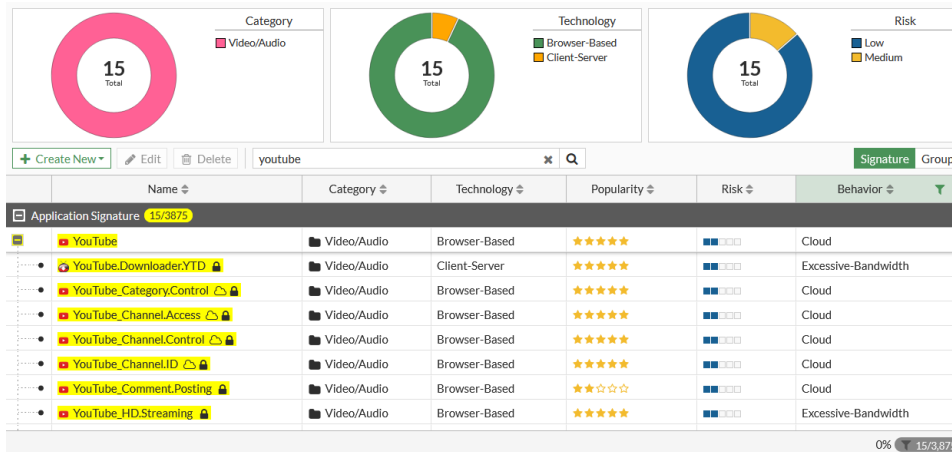 Category
Video/Audio
15
Total
Technology
Browser-Based
Client-Server
15
Total
Risk
Low
Medium
15
Total
+ Create New Edit Delete youtube Signature Group
Name Category Technology Popularity Risk Behavior
Application Signature 15/3875
YouTube Video/Audio Browser-Based Cloud
YouTube.Downloader.YTD Video/Audio Client-Server Excessive-Bandwidth
YouTube_Category.Control Video/Audio Browser-Based Cloud
YouTube_Channel.Access Video/Audio Browser-Based Cloud
YouTube_Channel.Control Video/Audio Browser-Based Cloud
YouTube_Channel.ID Video/Audio Browser-Based Cloud
YouTube_Comment.Posting Video/Audio Browser-Based Cloud
YouTube_HD.Streaming Video/Audio Browser-Based Excessive-Bandwidth
0% 15/3,875